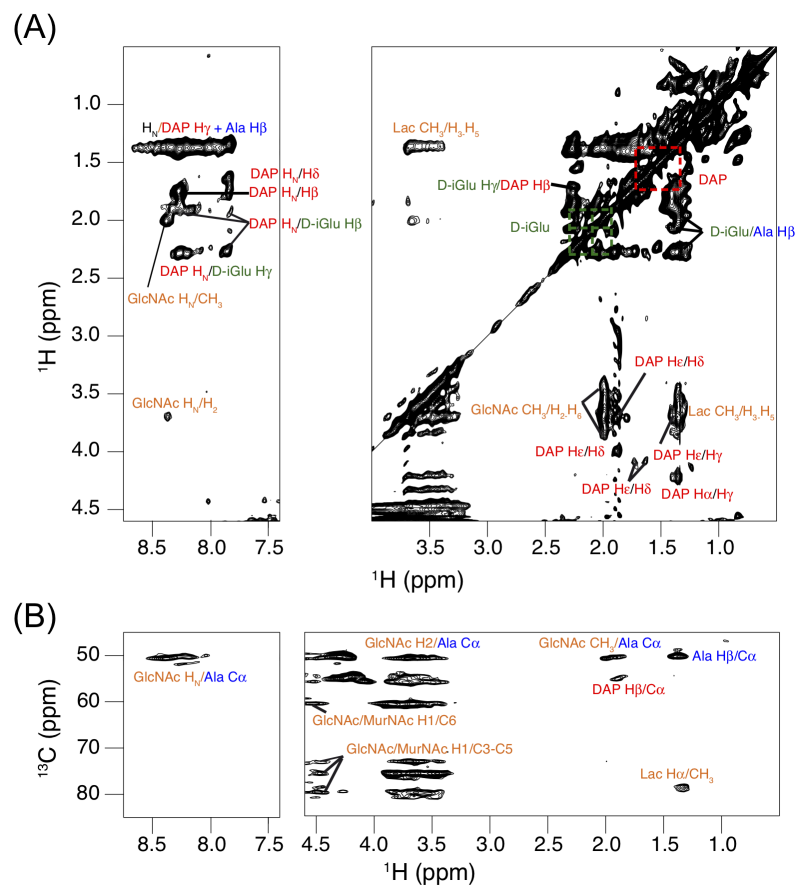 (A)
1.0
1.5
2.0
2.5
3.0
3.5
4.0
4.5
¹H (ppm)
H_N/DAP Hγ + Ala Hβ
DAP H_N/Hδ
DAP H_N/Hβ
DAP H_N/D-iGlu Hβ
DAP H_N/D-iGlu Hγ
GlcNAc H_N/CH₃
GlcNAc H_N/H₂
Lac CH₃/H₃-H₅
D-iGlu Hγ/DAP Hβ
D-iGlu
DAP
D-iGlu/Ala Hβ
DAP Hε/Hδ
GlcNAc CH₃/H₂-H₆
Lac CH₃/H₃-H₅
DAP Hε/Hδ
DAP Hε/Hγ
DAP Hε/Hδ
DAP Hα/Hγ
8.5
8.0
7.5
3.5
3.0
2.5
2.0
1.5
1.0
¹H (ppm)
(B)
50
60
70
80
¹³C (ppm)
GlcNAc H_N/Ala Cα
GlcNAc H2/Ala Cα
GlcNAc CH₃/Ala Cα
Ala Hβ/Cα
DAP Hβ/Cα
GlcNAc/MurNAc H1/C6
GlcNAc/MurNAc H1/C3-C5
Lac Hα/CH₃
8.5
8.0
7.5
4.5
4.0
3.5
3.0
2.5
2.0
1.5
1.0
¹H (ppm)